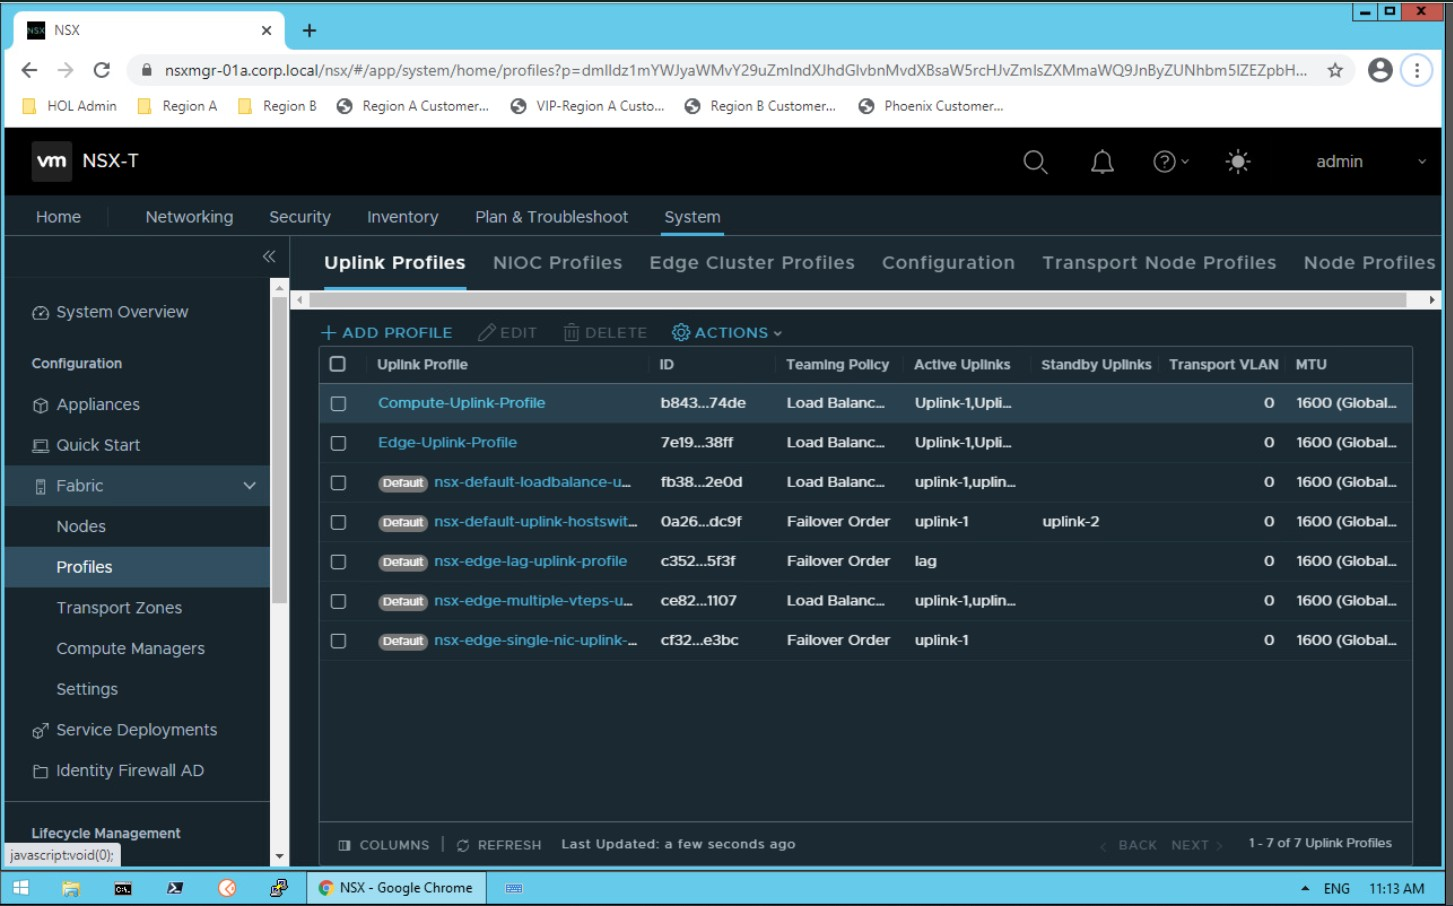 NSX
nsxmgr-01a.corp.local/nsx/#/app/system/home/profiles?p=dmlldz1mYWJyaWMvY29uZmlndXJhdGlvbnMvdXBsaW5rcHJvZmlsZXMmaWQ9JnByZUNhbm5lZEZpbH...
HOL Admin Region A Region B Region A Customer... VIP-Region A Custo... Region B Customer... Phoenix Customer...
vm NSX-T admin
Home Networking Security Inventory Plan & Troubleshoot System
Uplink Profiles NIOC Profiles Edge Cluster Profiles Configuration Transport Node Profiles Node Profiles
System Overview
Configuration
Appliances
Quick Start
Fabric
Nodes
Profiles
Transport Zones
Compute Managers
Settings
Service Deployments
Identity Firewall AD
Lifecycle Management
javascript:void(0);
+ ADD PROFILE EDIT DELETE ACTIONS
Uplink Profile ID Teaming Policy Active Uplinks Standby Uplinks Transport VLAN MTU
Compute-Uplink-Profile b843...74de Load Balanc... Uplink-1,Upli... 0 1600 (Global...
Edge-Uplink-Profile 7e19...38ff Load Balanc... Uplink-1,Upli... 0 1600 (Global...
Default nsx-default-loadbalance-u... fb38...2e0d Load Balanc... uplink-1,uplin... 0 1600 (Global...
Default nsx-default-uplink-hostswit... 0a26...dc9f Failover Order uplink-1 uplink-2 0 1600 (Global...
Default nsx-edge-lag-uplink-profile c352...5f3f Failover Order lag 0 1600 (Global...
Default nsx-edge-multiple-vteps-u... ce82...1107 Load Balanc... uplink-1,uplin... 0 1600 (Global...
Default nsx-edge-single-nic-uplink-... cf32...e3bc Failover Order uplink-1 0 1600 (Global...
COLUMNS REFRESH Last Updated: a few seconds ago BACK NEXT 1 - 7 of 7 Uplink Profiles
NSX - Google Chrome ENG 11:13 AM